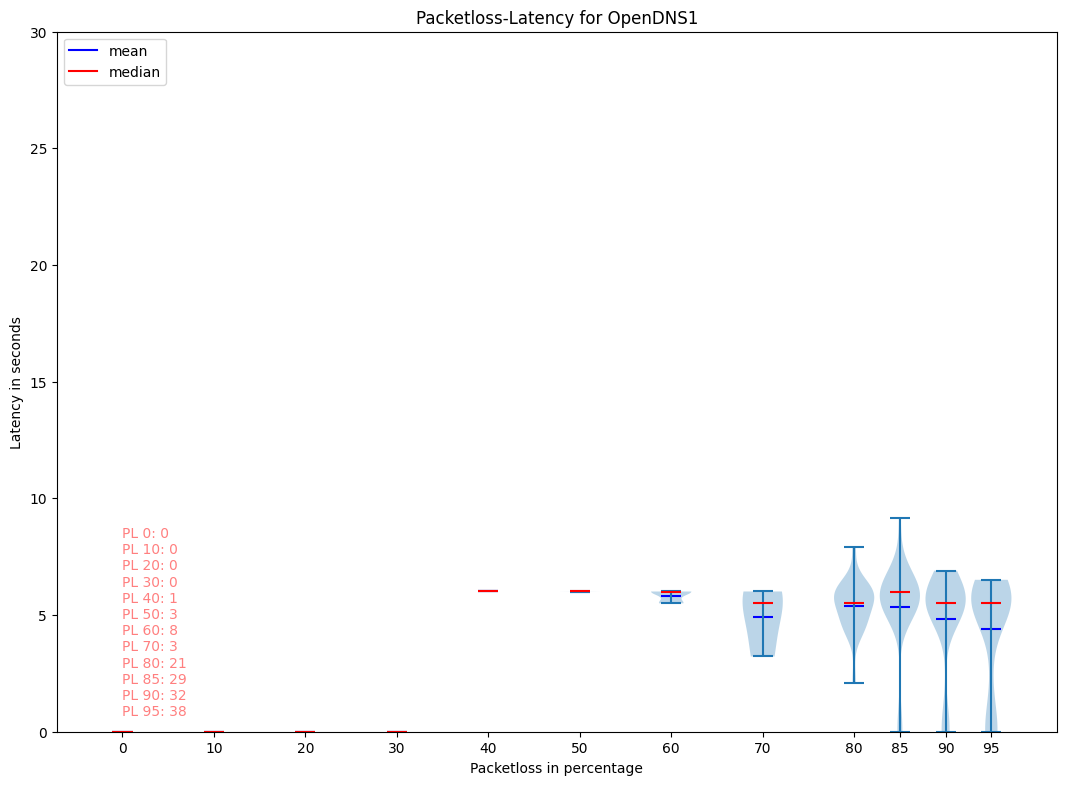 Packetloss-Latency for OpenDNS1
30
mean
median
25
20
15
10
5
0
Latency in seconds
PL 0: 0
PL 10: 0
PL 20: 0
PL 30: 0
PL 40: 1
PL 50: 3
PL 60: 8
PL 70: 3
PL 80: 21
PL 85: 29
PL 90: 32
PL 95: 38
0 10 20 30 40 50 60 70 80 85 90 95
Packetloss in percentage